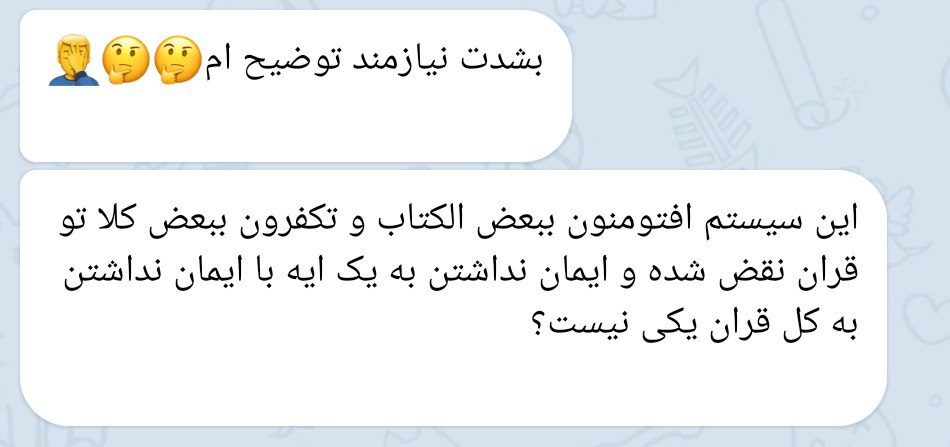 بشدت نیازمند توضیح ام🤔🤔🤦‍♂️
این سیستم افتومنون ببعض الکتاب و تکفرون ببعض کلا تو
قران نقض شده و ایمان نداشتن به یک ایه با ایمان نداشتن
به کل قران یکی نیست؟